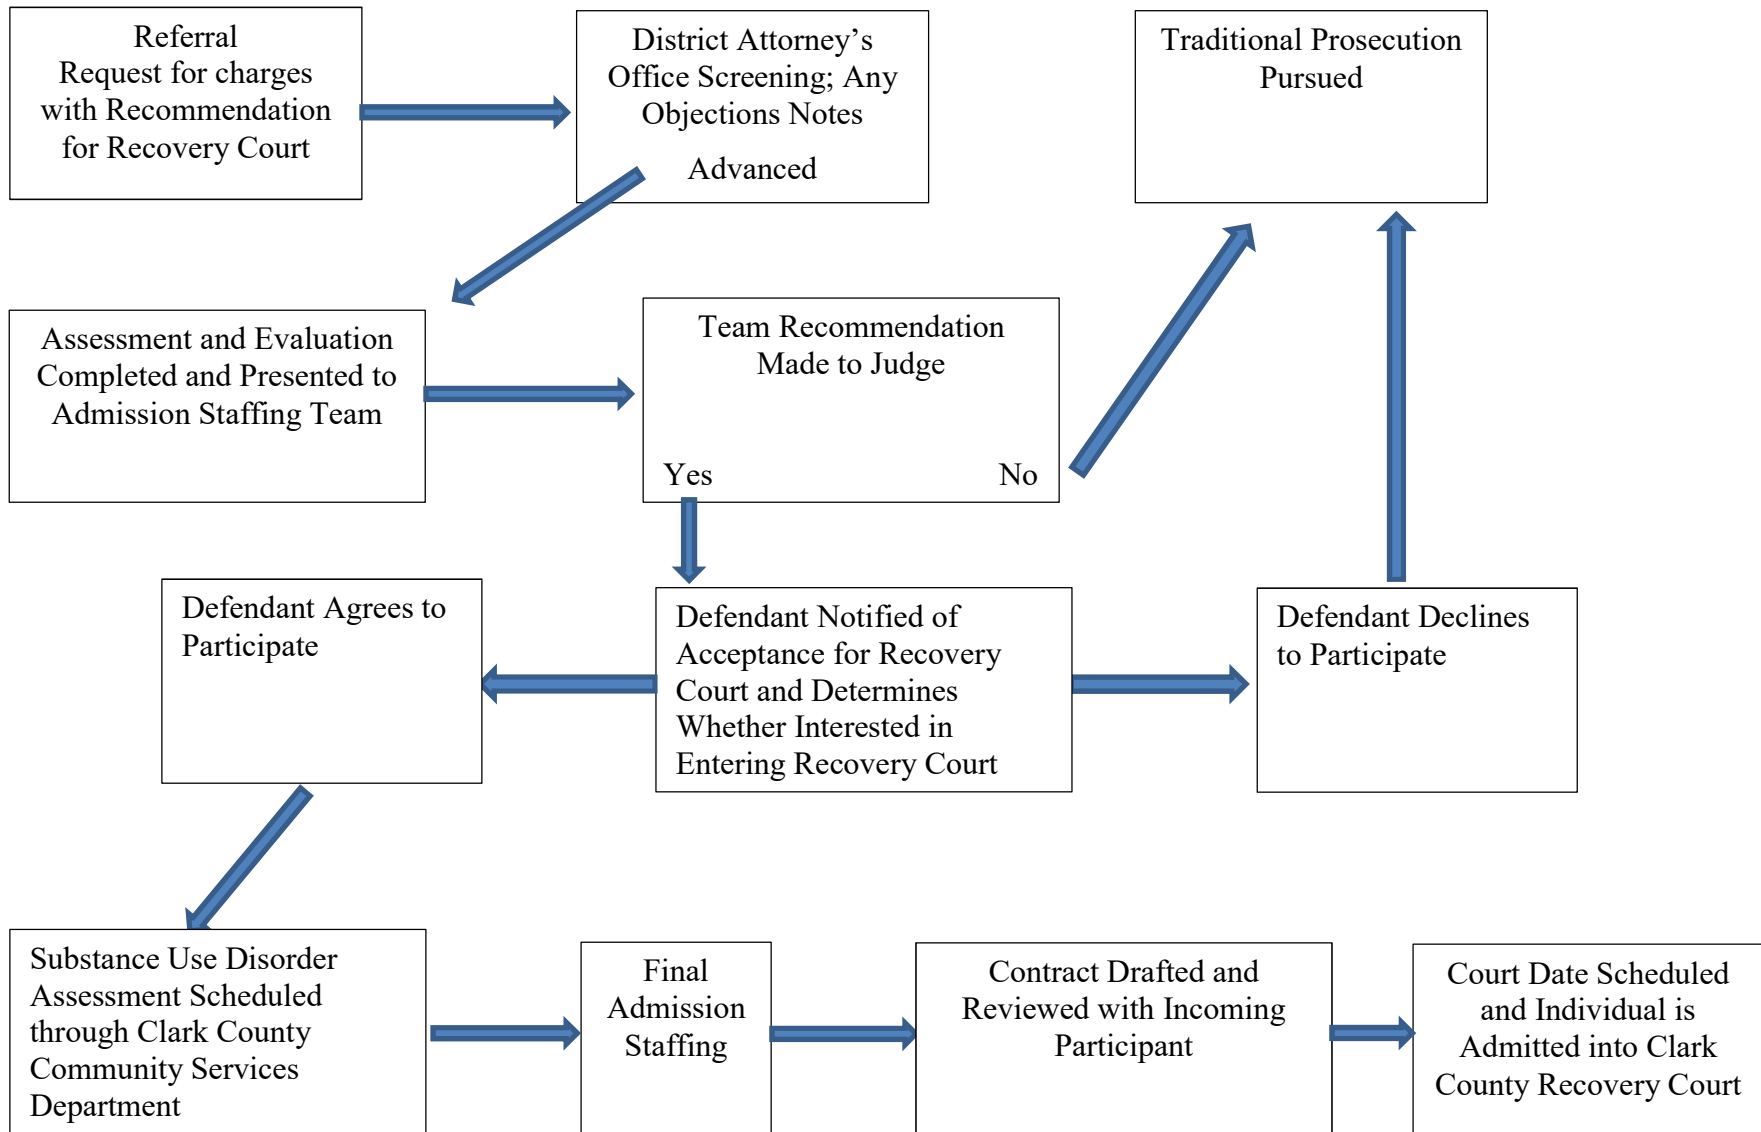 Referral
Request for charges
with Recommendation
for Recovery Court
District Attorney’s
Office Screening; Any
Objections Notes
Advanced
Traditional Prosecution
Pursued
Assessment and Evaluation
Completed and Presented to
Admission Staffing Team
Team Recommendation
Made to Judge
Yes
No
Defendant Agrees to
Participate
Defendant Notified of
Acceptance for Recovery
Court and Determines
Whether Interested in
Entering Recovery Court
Defendant Declines
to Participate
Substance Use Disorder
Assessment Scheduled
through Clark County
Community Services
Department
Final
Admission
Staffing
Contract Drafted and
Reviewed with Incoming
Participant
Court Date Scheduled
and Individual is
Admitted into Clark
County Recovery Court